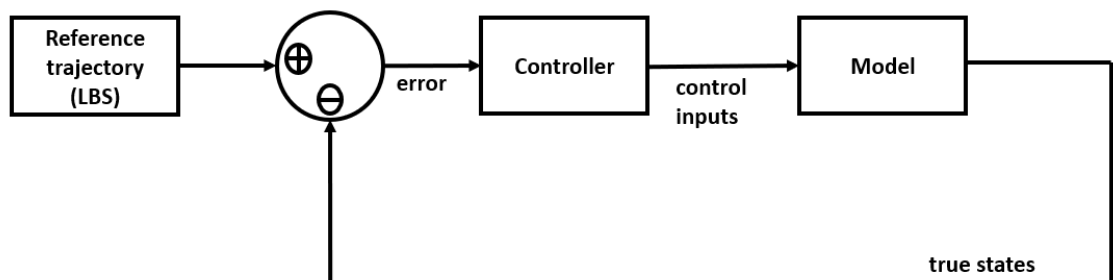 Reference
trajectory
(LBS)
+
−
error
Controller
control
inputs
Model
true states